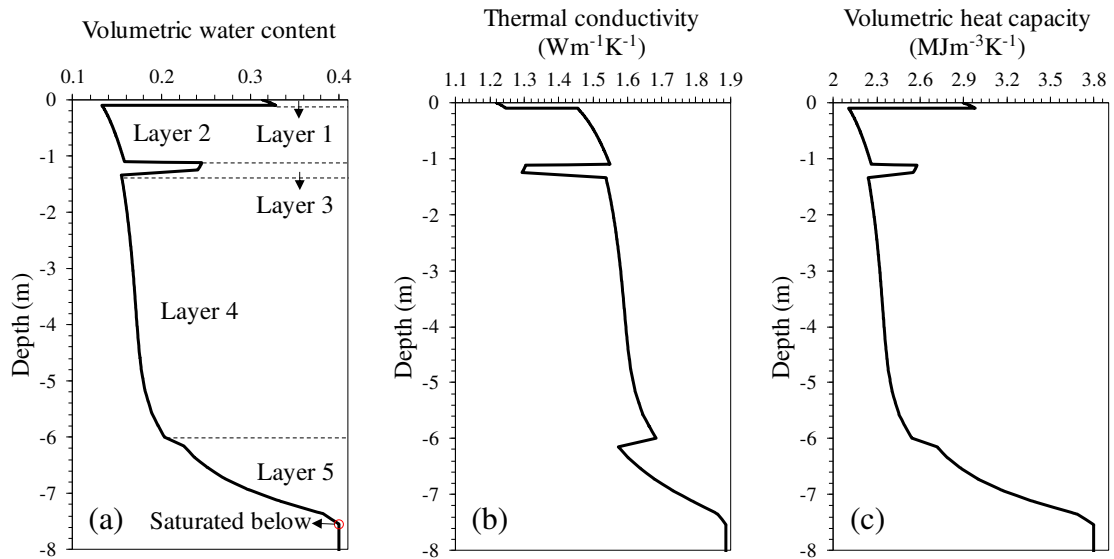 Volumetric water content
0.1 0.2 0.3 0.4
0
-1
-2
-3
-4
-5
-6
-7
-8
Depth (m)
Layer 2
Layer 1
Layer 3
Layer 4
Layer 5
Saturated below
(a)
Thermal conductivity
(Wm⁻¹K⁻¹)
1.1 1.2 1.3 1.4 1.5 1.6 1.7 1.8 1.9
0
-1
-2
-3
-4
-5
-6
-7
-8
Depth (m)
(b)
Volumetric heat capacity
(MJm⁻³K⁻¹)
2 2.3 2.6 2.9 3.2 3.5 3.8
0
-1
-2
-3
-4
-5
-6
-7
-8
Depth (m)
(c)